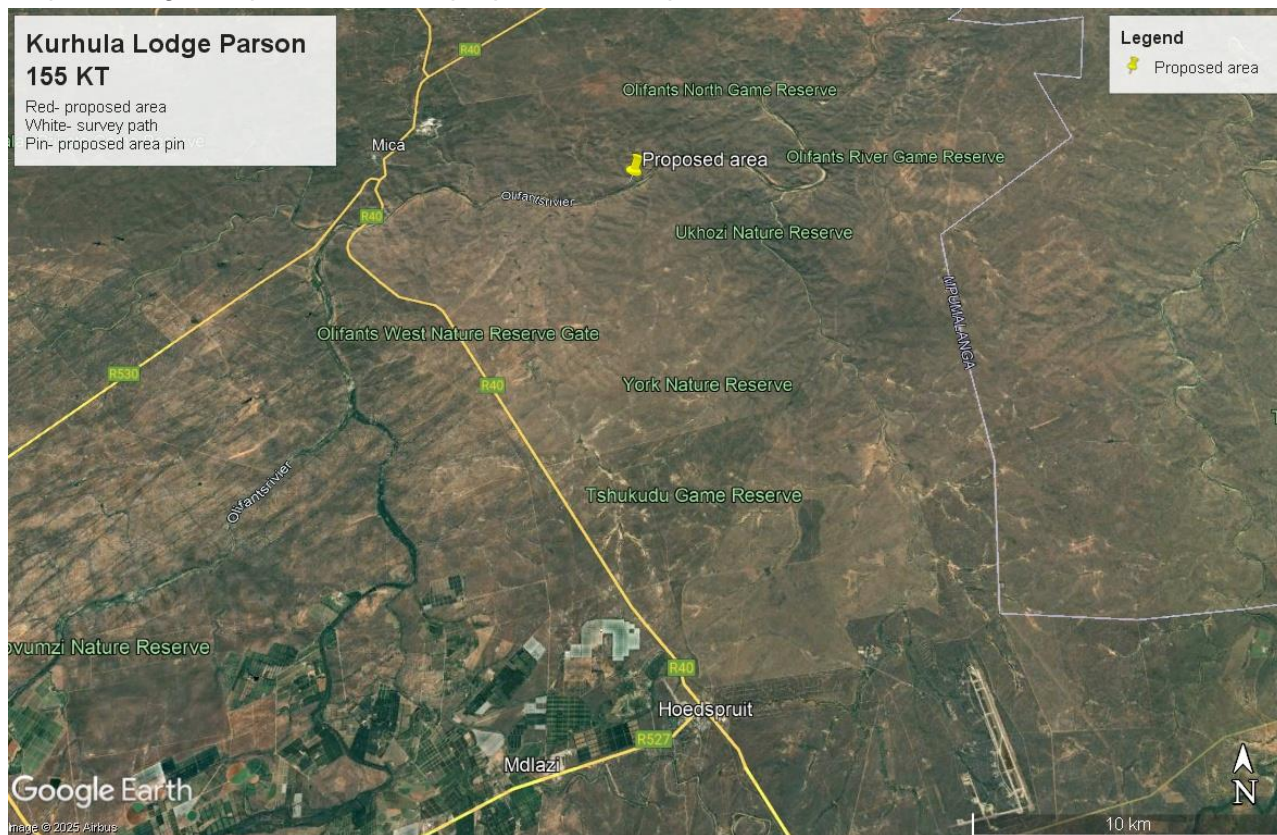 Kurhula Lodge Parson
155 KT
Red- proposed area
White- survey path
Pin- proposed area pin
Legend
Proposed area
R40
Olifants North Game Reserve
Mica
Proposed area
Olifants River Game Reserve
Olifantsrivier
R40
Ukhozi Nature Reserve
MPUMALANGA
Olifants West Nature Reserve Gate
R530
R40
York Nature Reserve
Olifantsrivier
Tshukudu Game Reserve
ovumzi Nature Reserve
R40
Hoedspruit
R527
Mdlazi
Google Earth
N
10 km
Image © 2025 Airbus